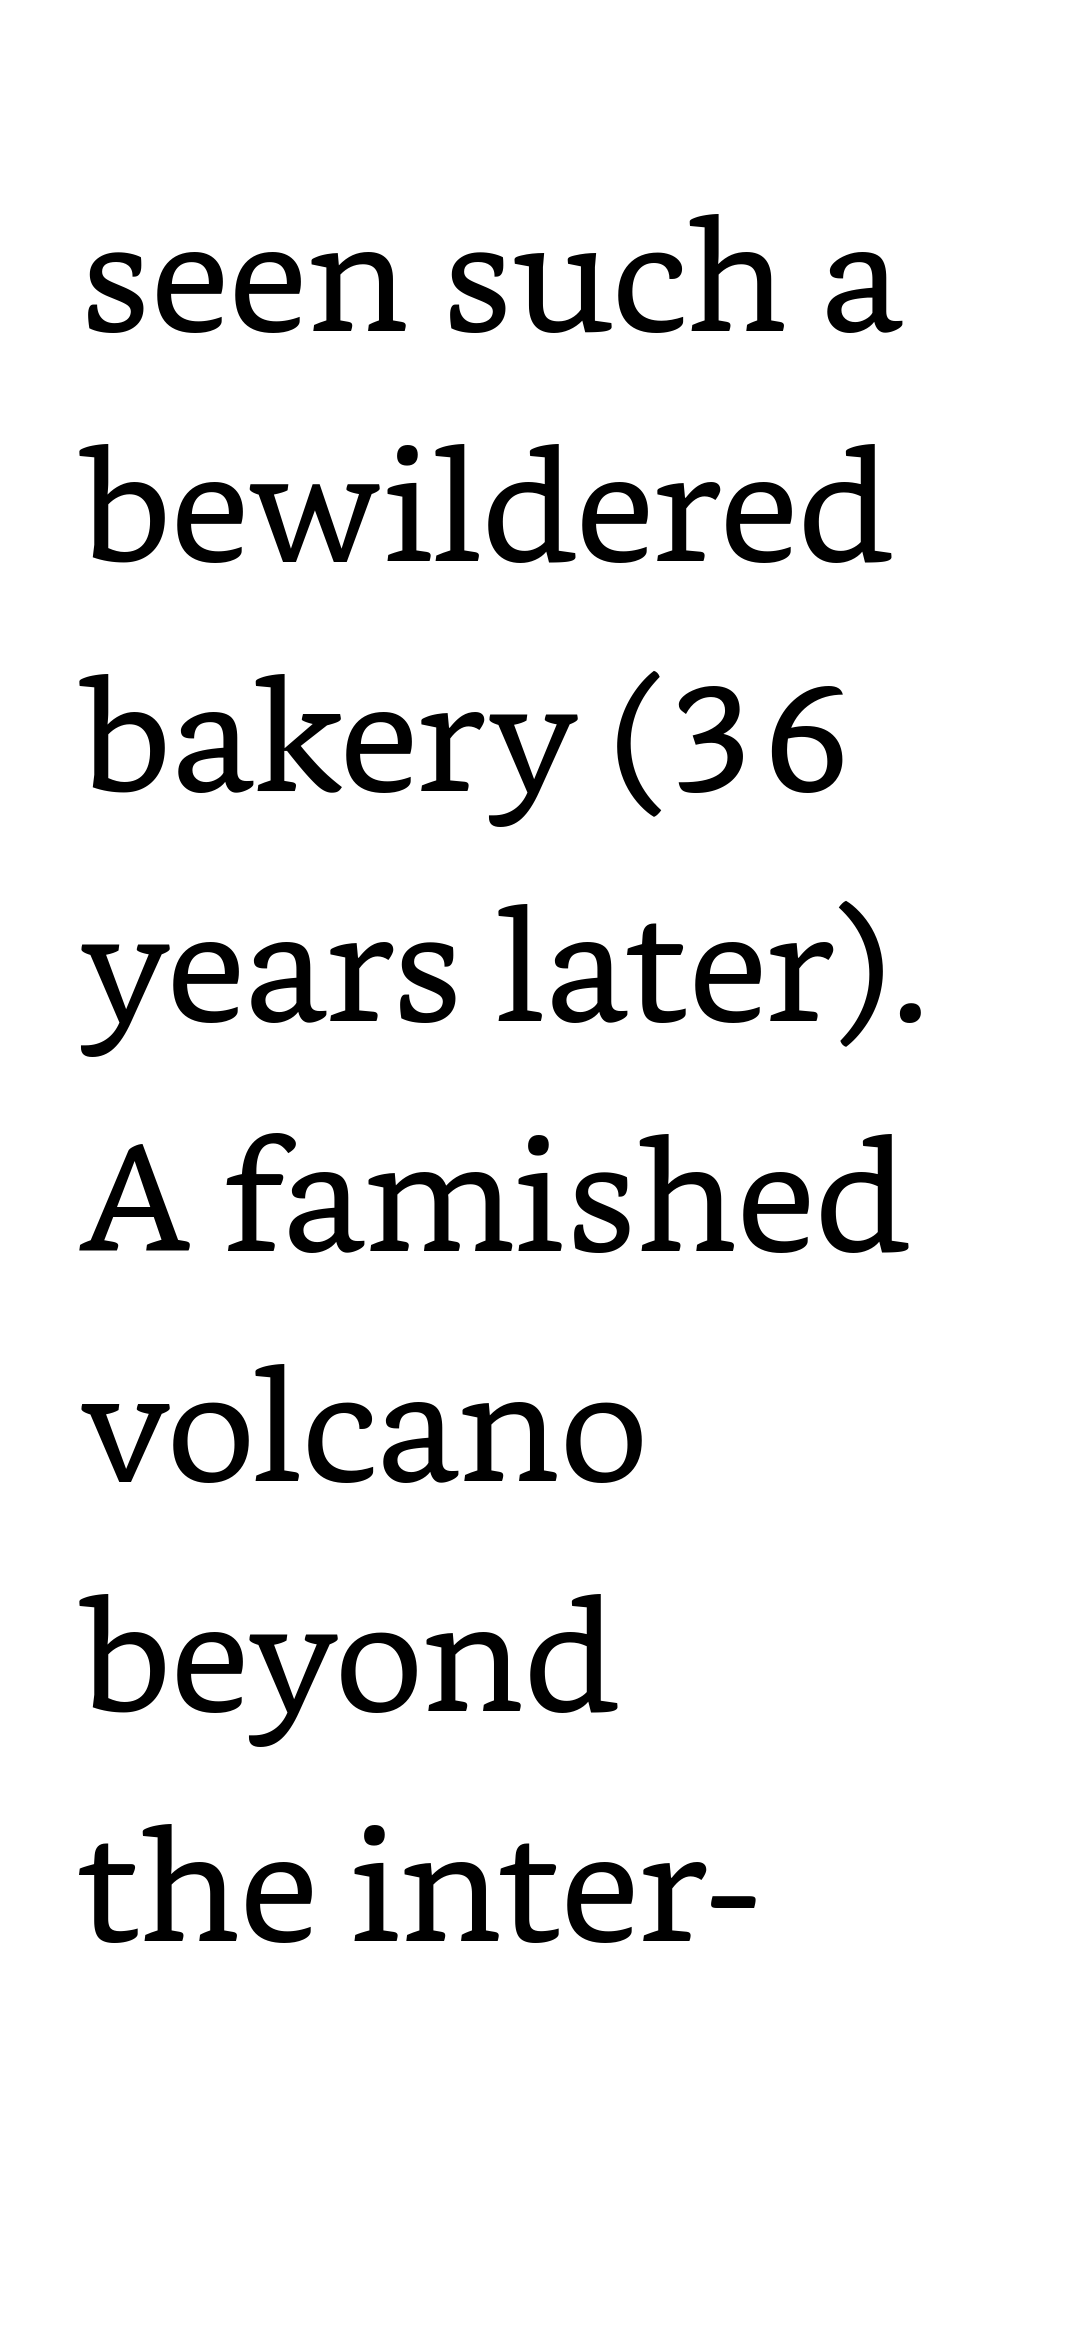 seen such a
bewildered
bakery (36
years later).
A famished
volcano
beyond
the inter-